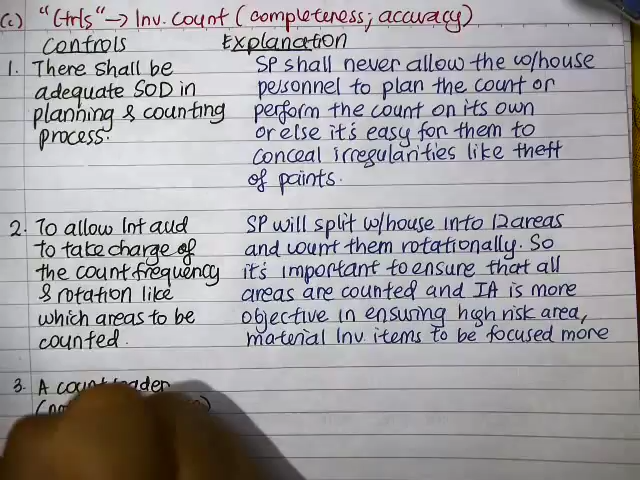 (c) "Ctrls" → Inv. count (completeness; accuracy)
Controls Explanation
1. There shall be SP shall never allow the w/house
adequate SOD in personnel to plan the count or
planning & counting perform the count on its own
process. or else it's easy for them to
conceal irregularities like theft
of paints.
2. To allow Int aud SP will split w/house into 12 areas
to take charge of and count them rotationally. So
the count frequency it's important to ensure that all
& rotation like areas are counted and IA is more
which areas to be objective in ensuring high risk area,
counted. material Inv. items to be focused more
3. A count leader